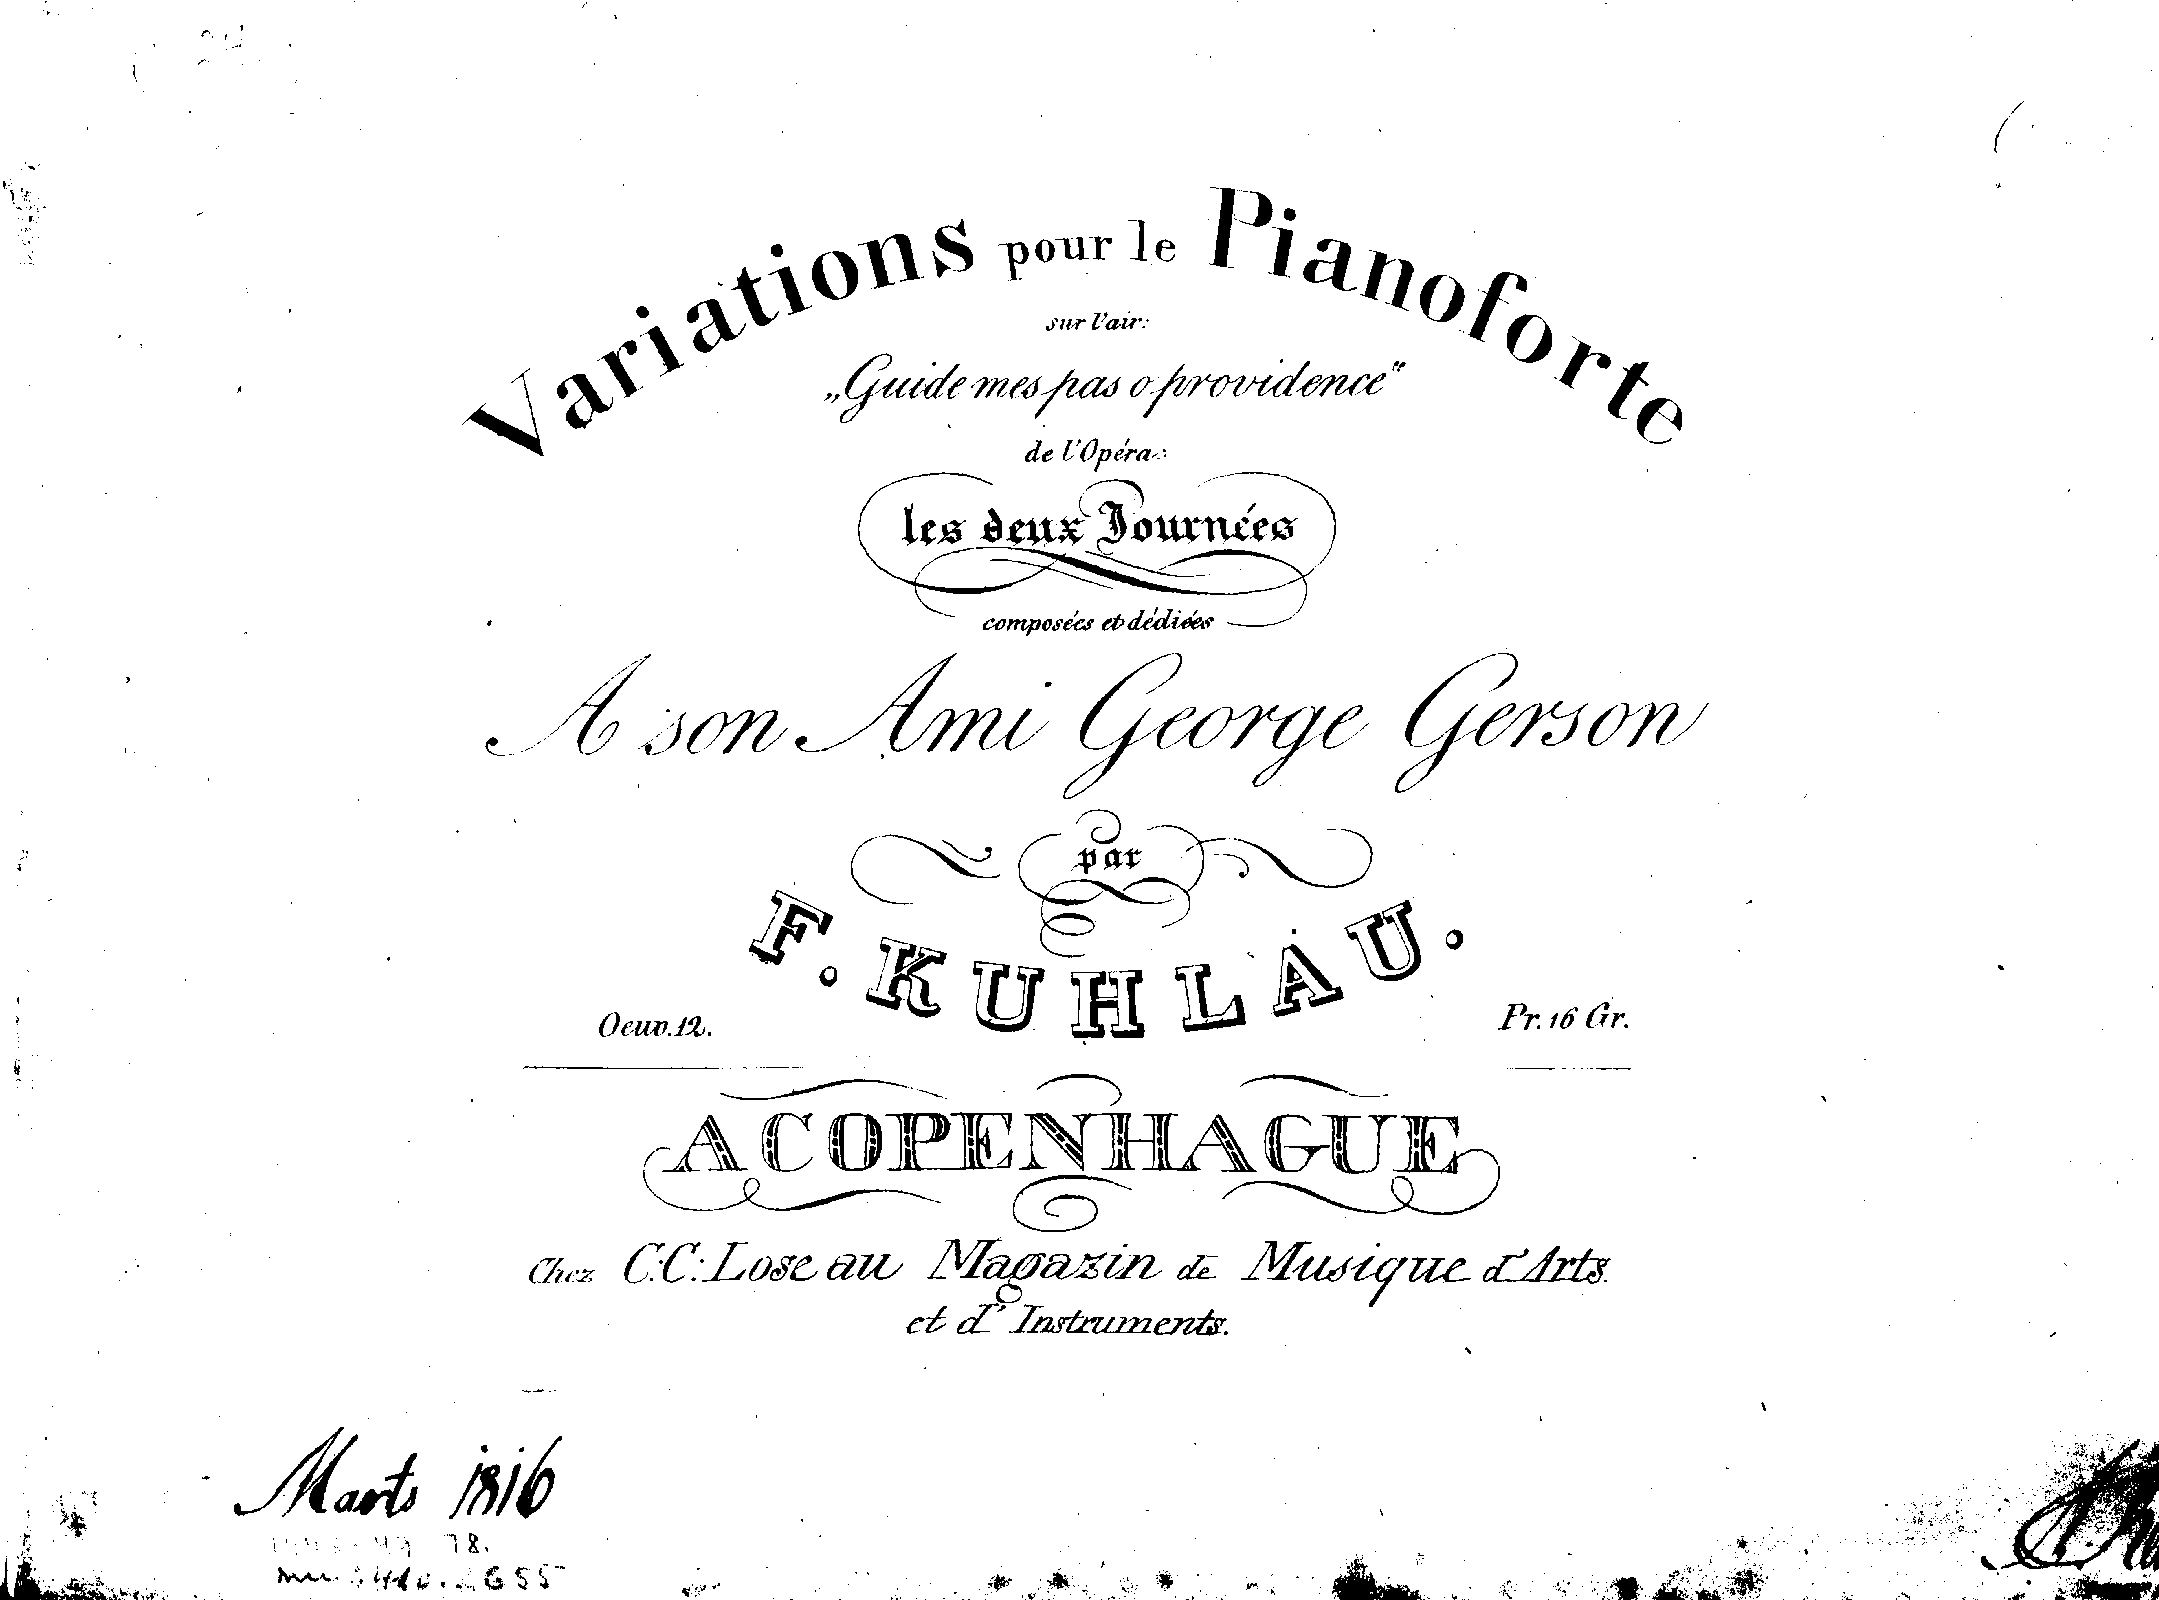 Variations pour le Pianoforte
sur l'air:
„Guide mes pas o providence"
de l'Opéra:
les deux Journées
composées et dédiées
A son Ami George Gerson
par
F. KUHLAU.
Oeuv. 12.
Pr. 16 Gr.
A COPENHAGUE
Chez C.C. Lose au Magazin de Musique d'Arts
et d'Instruments.
Marts 1816
78.